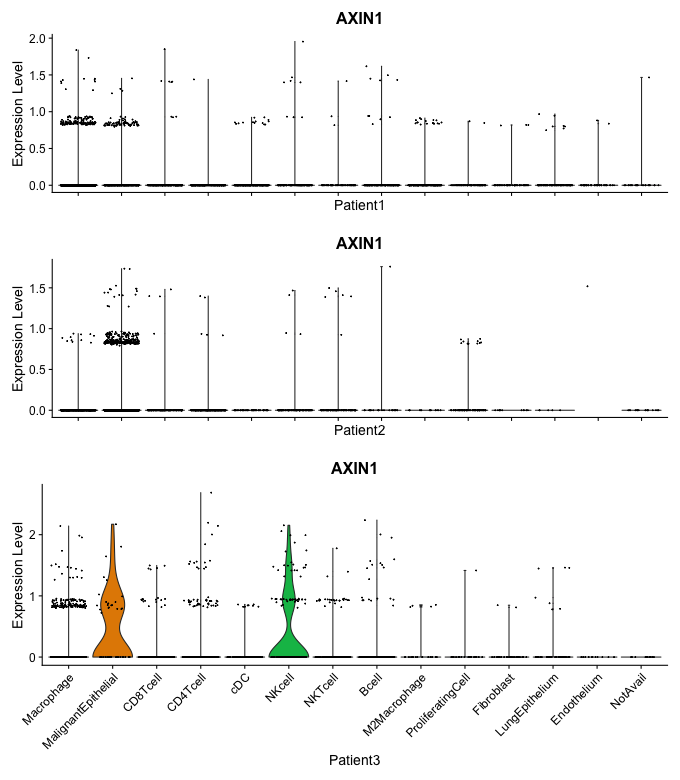 AXIN1
Expression Level
2.0
1.5
1.0
0.5
0.0
Patient1
AXIN1
Expression Level
1.5
1.0
0.5
0.0
Patient2
AXIN1
Expression Level
2
1
0
Macrophage
MalignantEpithelial
CD8Tcell
CD4Tcell
cDC
NKcell
NKTcell
Bcell
M2Macrophage
ProliferatingCell
Fibroblast
LungEpithelium
Endothelium
NotAvail
Patient3